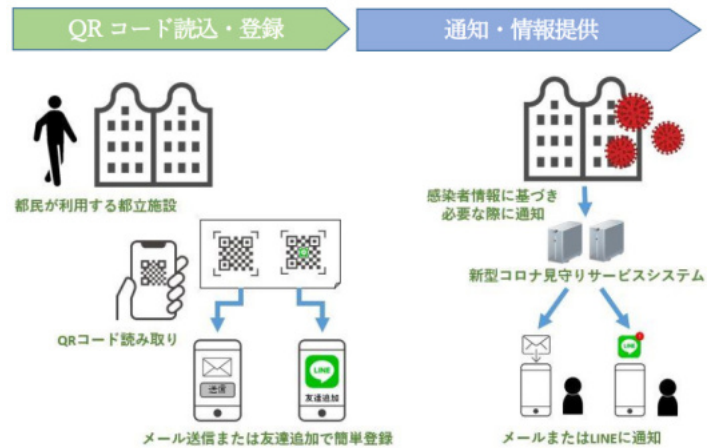 QRコード読込・登録
通知・情報提供
都民が利用する都立施設
QRコード読み取り
送信
LINE
友達追加
メール送信または友達追加で簡単登録
感染者情報に基づき
必要な際に通知
新型コロナ見守りサービスシステム
LINE
メールまたはLINEに通知